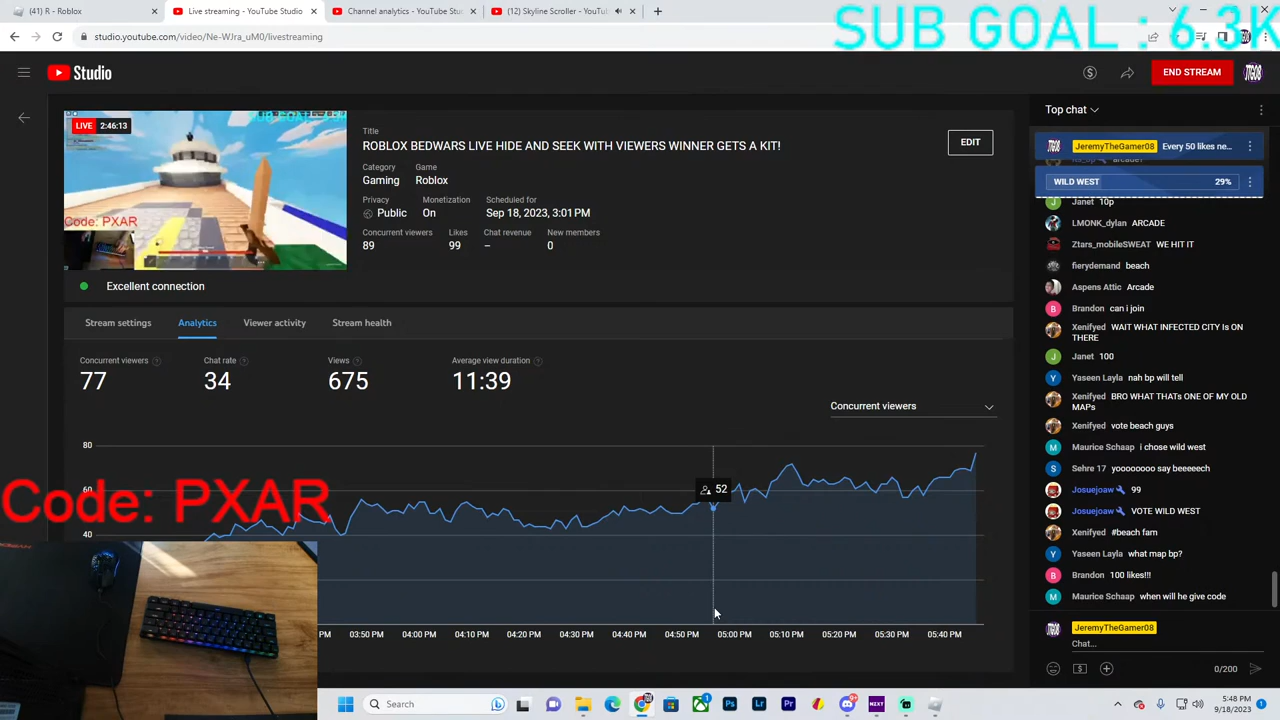 (41) R - Roblox
Live streaming - YouTube Studio
Channel analytics - YouTube Stu
(12) Skyline Scroller - YouTu
studio.youtube.com/video/Ne-WJra_uM0/livestreaming
SUB GOAL : 6.3K
Studio
END STREAM
LIVE 2:46:13
Code: PXAR
Title
ROBLOX BEDWARS LIVE HIDE AND SEEK WITH VIEWERS WINNER GETS A KIT!
EDIT
Category Game
Gaming Roblox
Privacy Monetization Scheduled for
Public On Sep 18, 2023, 3:01 PM
Concurrent viewers Likes Chat revenue New members
89 99 – 0
Excellent connection
Stream settings Analytics Viewer activity Stream health
Concurrent viewers Chat rate Views Average view duration
77 34 675 11:39
Concurrent viewers
80
60
40
52
Code: PXAR
PM 03:50 PM 04:00 PM 04:10 PM 04:20 PM 04:30 PM 04:40 PM 04:50 PM 05:00 PM 05:10 PM 05:20 PM 05:30 PM 05:40 PM
Top chat
JeremyTheGamer08 Every 50 likes ne...
arcade?
WILD WEST 29%
Janet 10p
LMONK_dylan ARCADE
Ztars_mobileSWEAT WE HIT IT
fierydemand beach
Aspens Attic Arcade
Brandon can i join
Xenifyed WAIT WHAT INFECTED CITY Is ON
THERE
Janet 100
Yaseen Layla nah bp will tell
Xenifyed BRO WHAT THATs ONE OF MY OLD
MAPs
Xenifyed vote beach guys
Maurice Schaap i chose wild west
Sehre 17 yooooooo say beeeeech
Josuejoaw 99
Josuejoaw VOTE WILD WEST
Xenifyed #beach fam
Yaseen Layla what map bp?
Brandon 100 likes!!!
Maurice Schaap when will he give code
JeremyTheGamer08
Chat...
0/200
Search
5:48 PM
9/18/2023